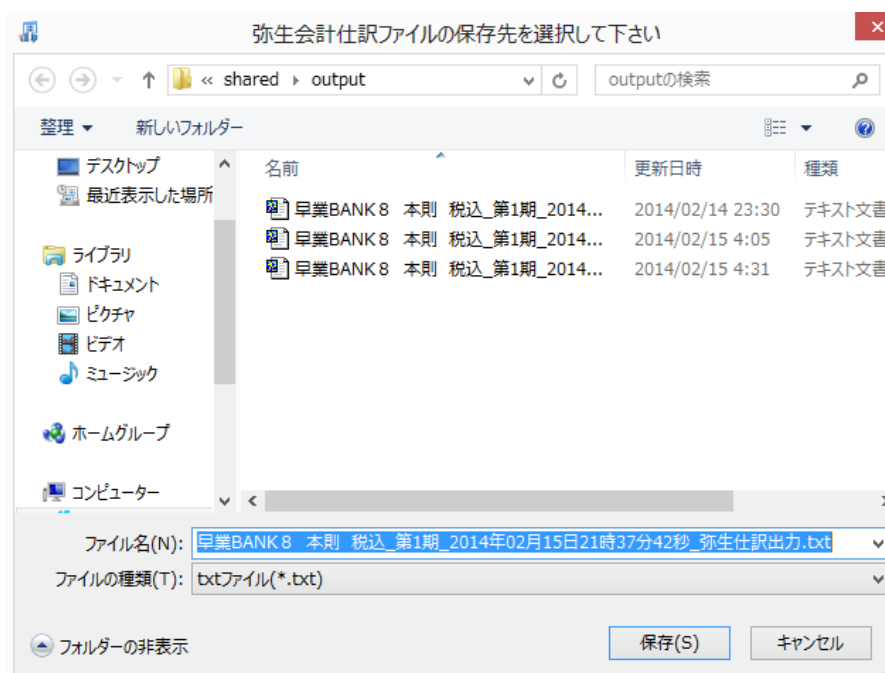 弥生会計仕訳ファイルの保存先を選択して下さい
« shared ▸ output
outputの検索
整理 ▼ 新しいフォルダー
デスクトップ
最近表示した場所
ライブラリ
ドキュメント
ピクチャ
ビデオ
ミュージック
ホームグループ
コンピューター
名前 更新日時 種類
早業BANK8 本則 税込_第1期_2014... 2014/02/14 23:30 テキスト文書
早業BANK8 本則 税込_第1期_2014... 2014/02/15 4:05 テキスト文書
早業BANK8 本則 税込_第1期_2014... 2014/02/15 4:31 テキスト文書
ファイル名(N): 早業BANK8 本則 税込_第1期_2014年02月15日21時37分42秒_弥生仕訳出力.txt
ファイルの種類(T): txtファイル(*.txt)
フォルダーの非表示 保存(S) キャンセル